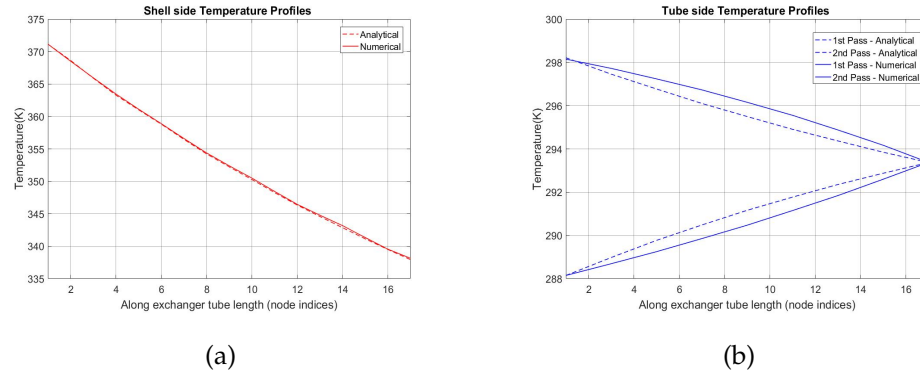 Shell side Temperature Profiles
375
370
365
360
355
350
345
340
335
Temperature(K)
Analytical
Numerical
2 4 6 8 10 12 14 16
Along exchanger tube length (node indices)
(a)
Tube side Temperature Profiles
300
298
296
294
292
290
288
Temperature(K)
1st Pass - Analytical
2nd Pass - Analytical
1st Pass - Numerical
2nd Pass - Numerical
2 4 6 8 10 12 14 16
Along exchanger tube length (node indices)
(b)